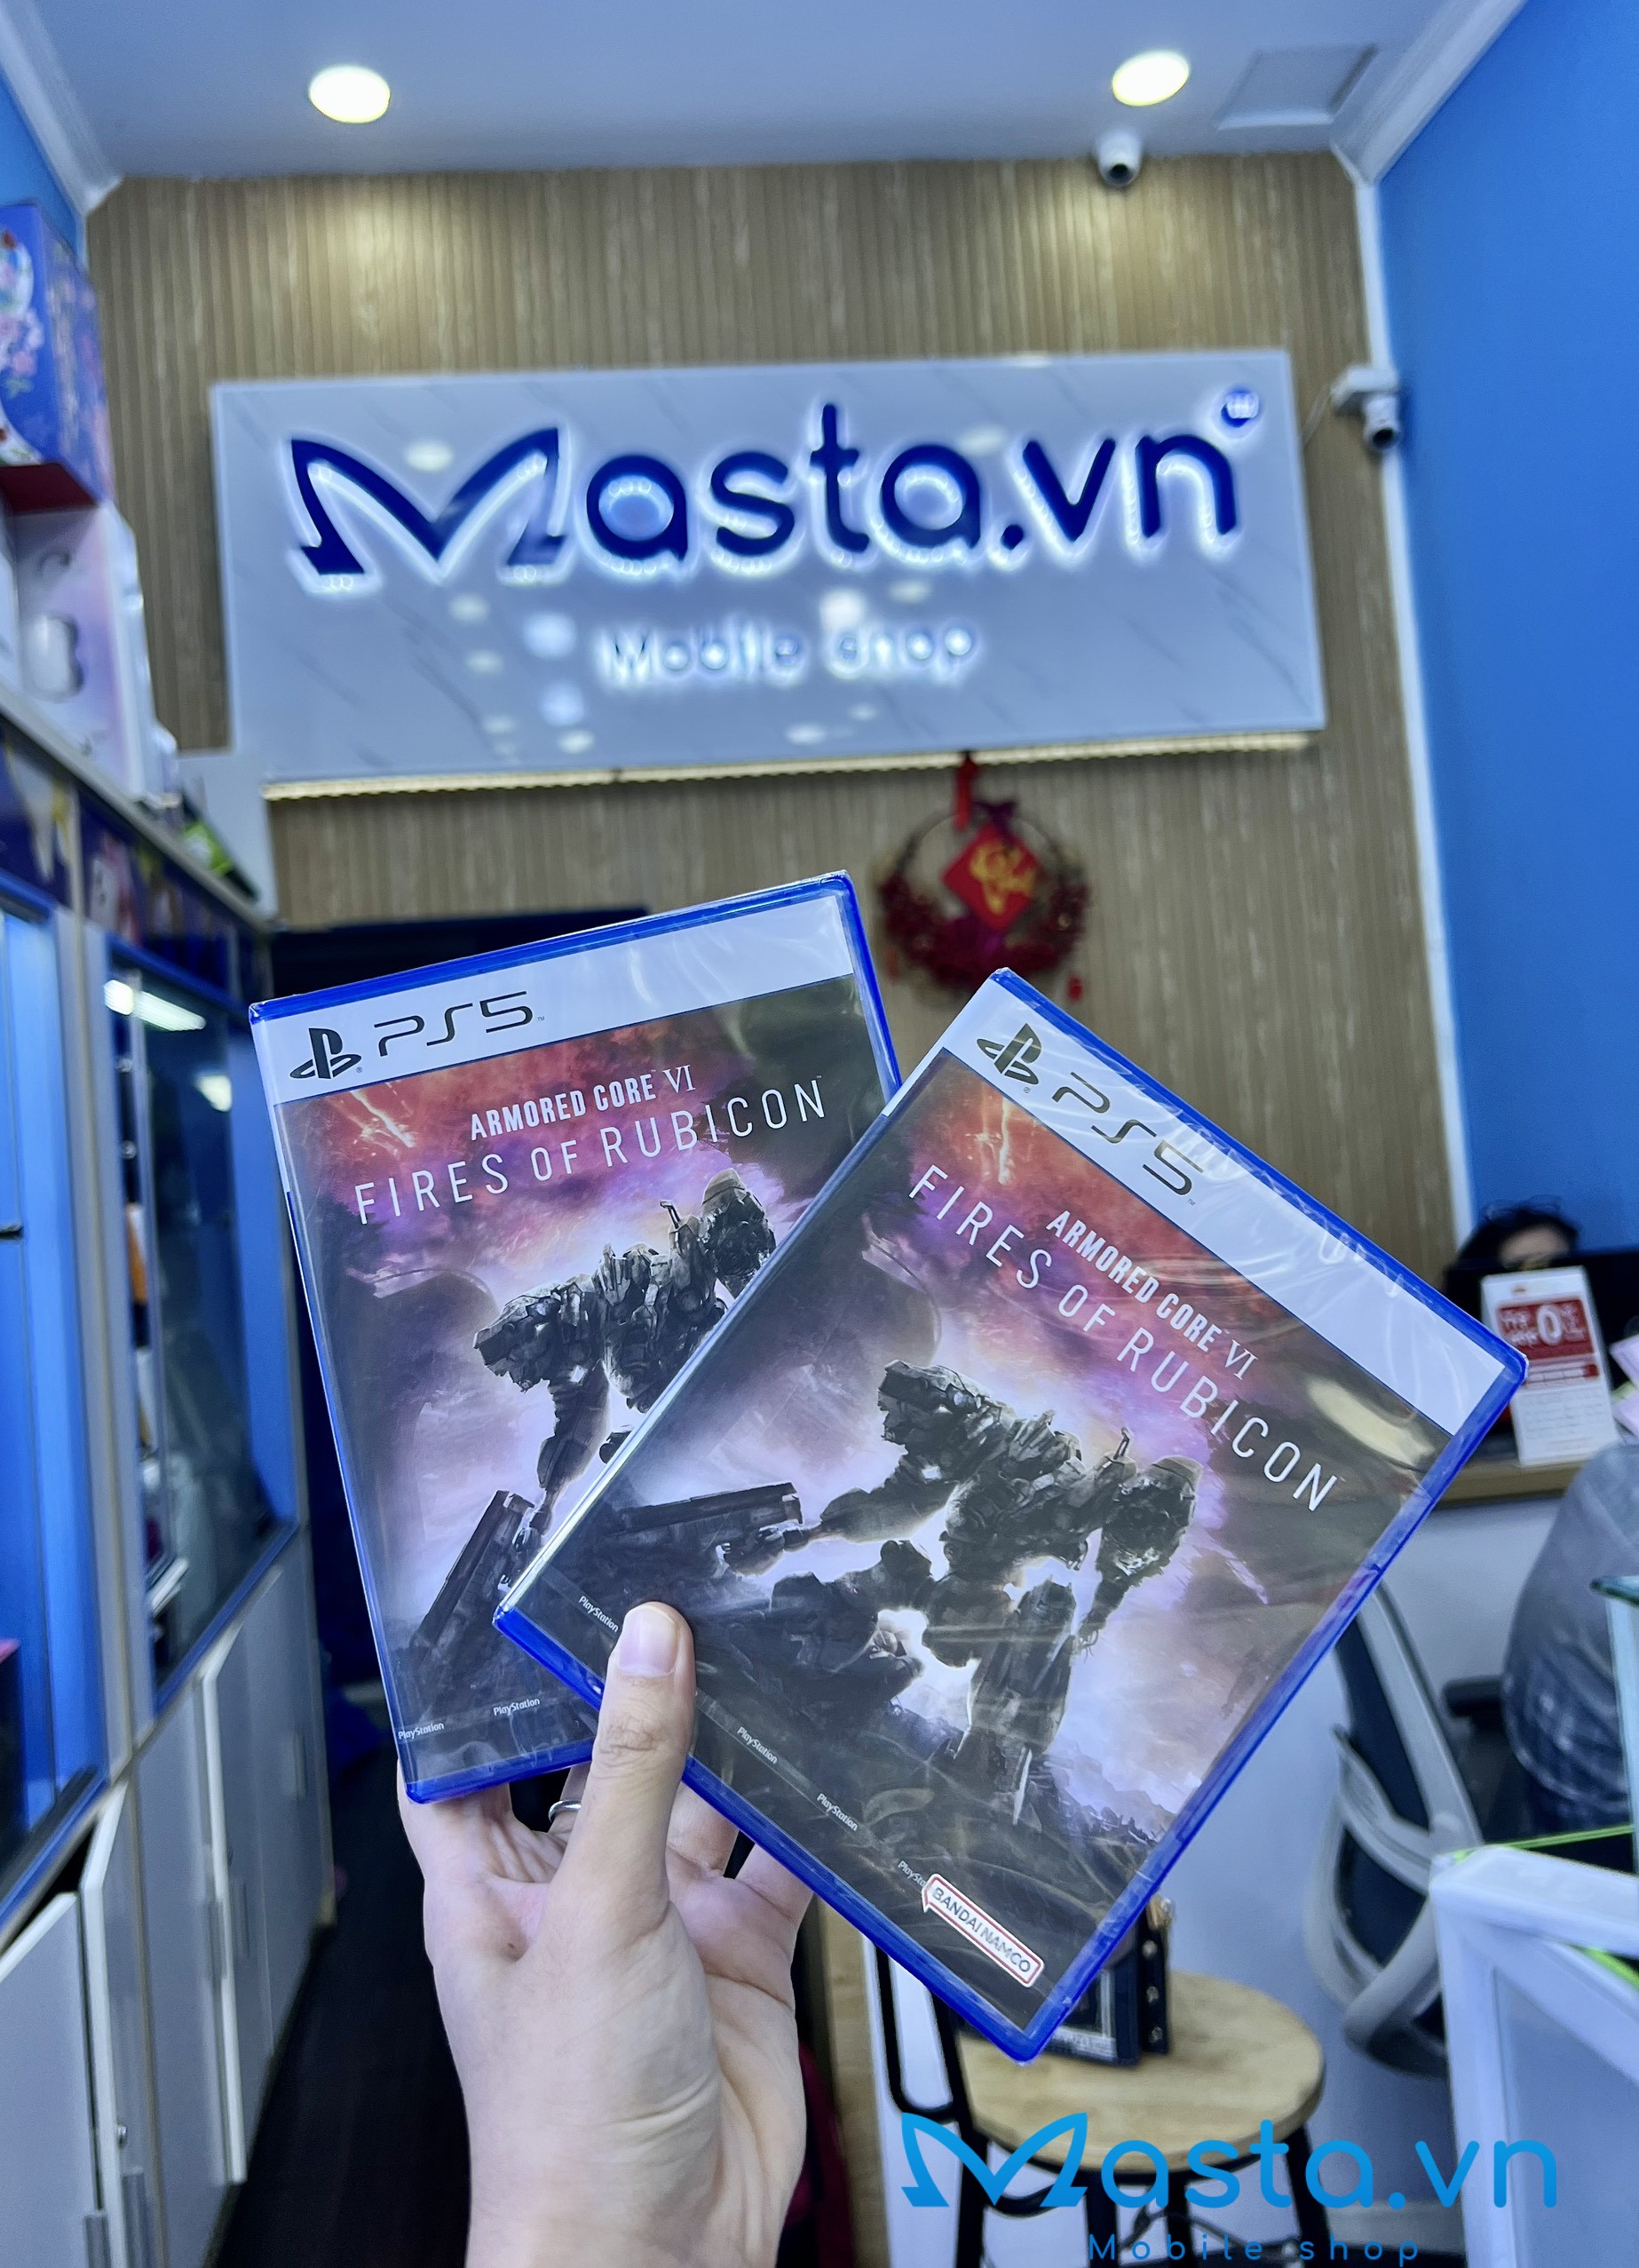 Masta.vn
Mobile shop
PS5
ARMORED CORE VI
FIRES OF RUBICON
PlayStation
PlayStation
PS5
ARMORED CORE VI
FIRES OF RUBICON
PlayStation
PlayStation
PlayStation
BANDAI NAMCO
0
Masta.vn
Mobile shop